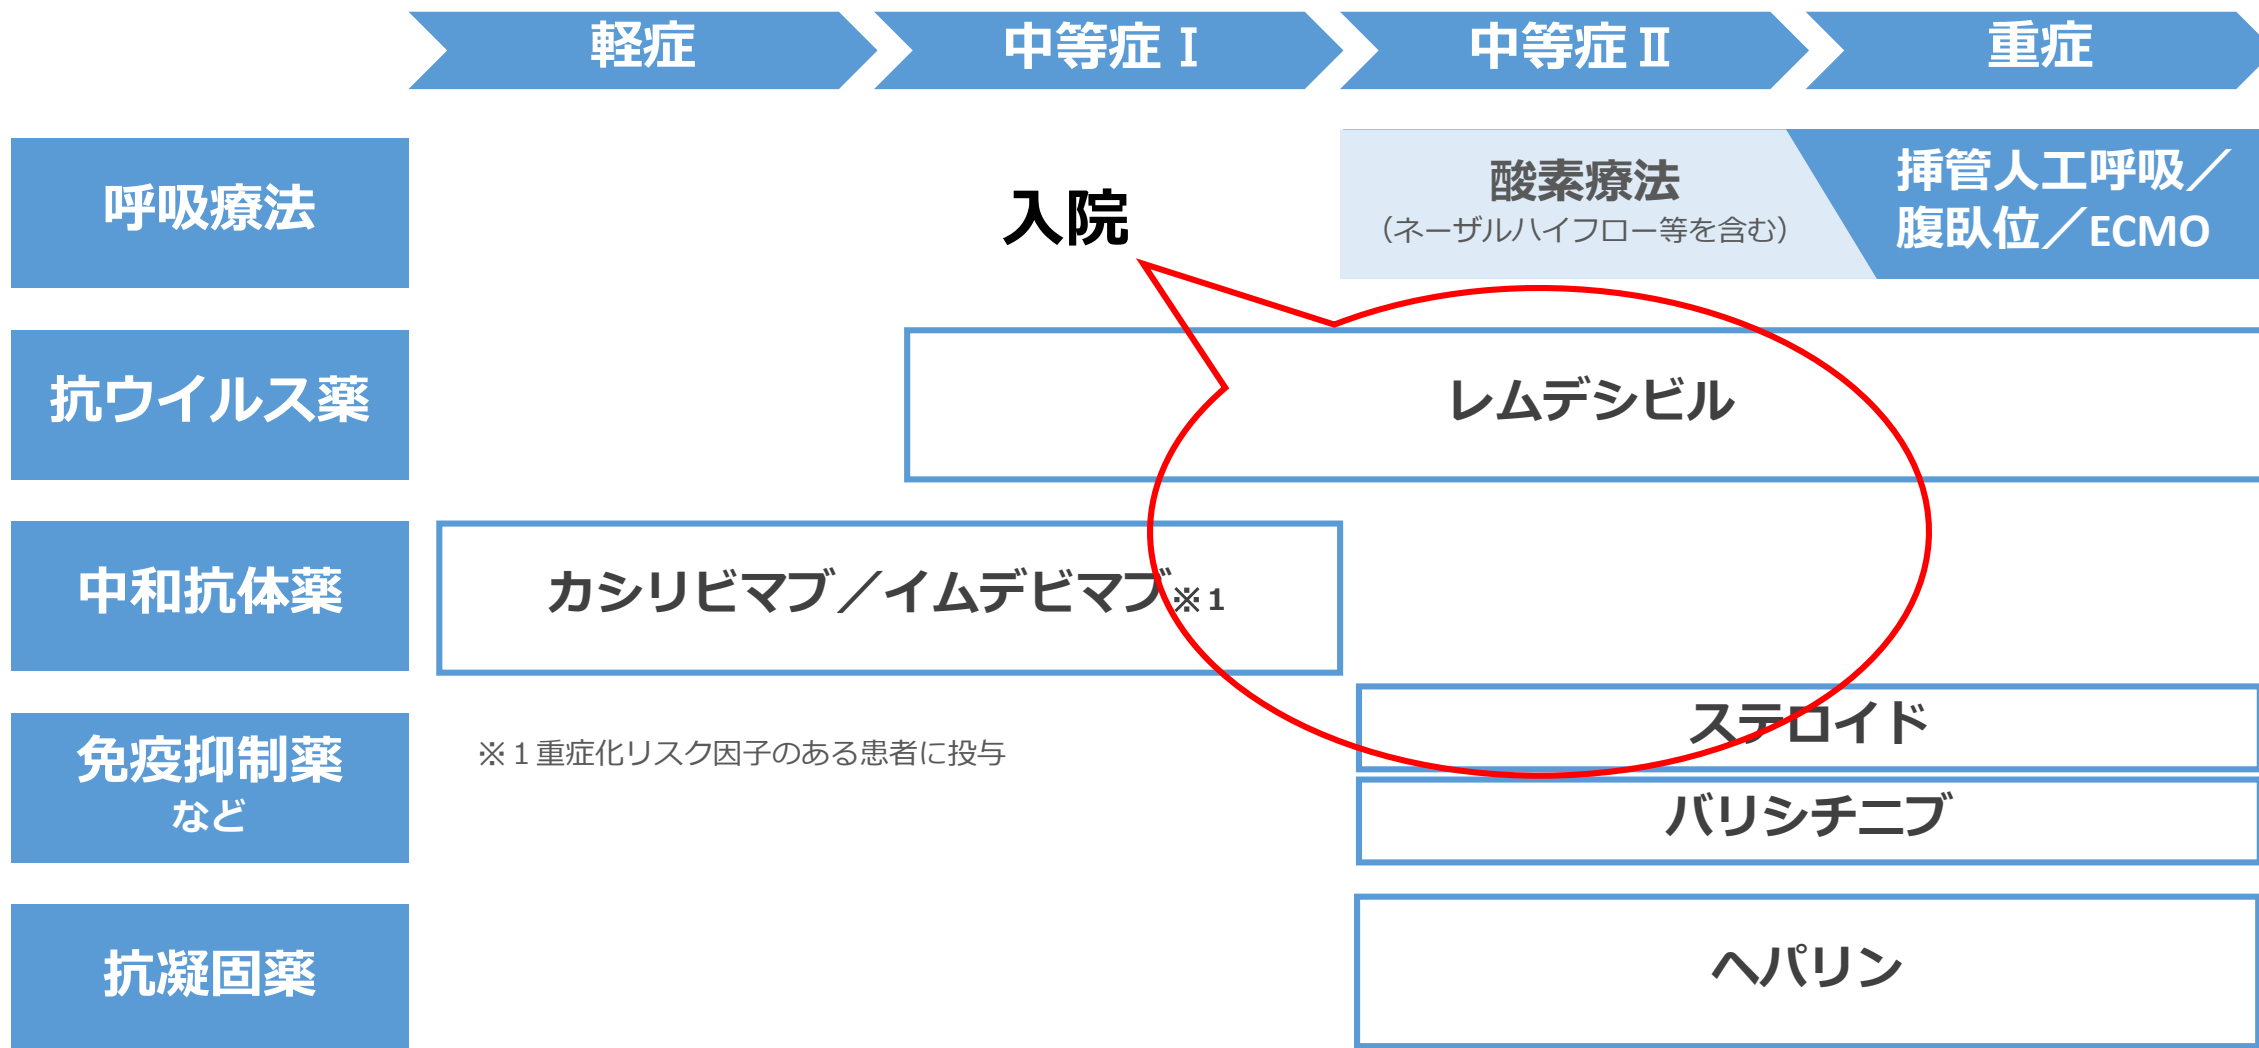 軽症
中等症Ⅰ
中等症Ⅱ
重症
呼吸療法
入院
酸素療法
（ネーザルハイフロー等を含む）
挿管人工呼吸／
腹臥位／ECMO
抗ウイルス薬
レムデシビル
中和抗体薬
カシリビマブ／イムデビマブ※1
免疫抑制薬
など
※１重症化リスク因子のある患者に投与
ステロイド
バリシチニブ
抗凝固薬
ヘパリン